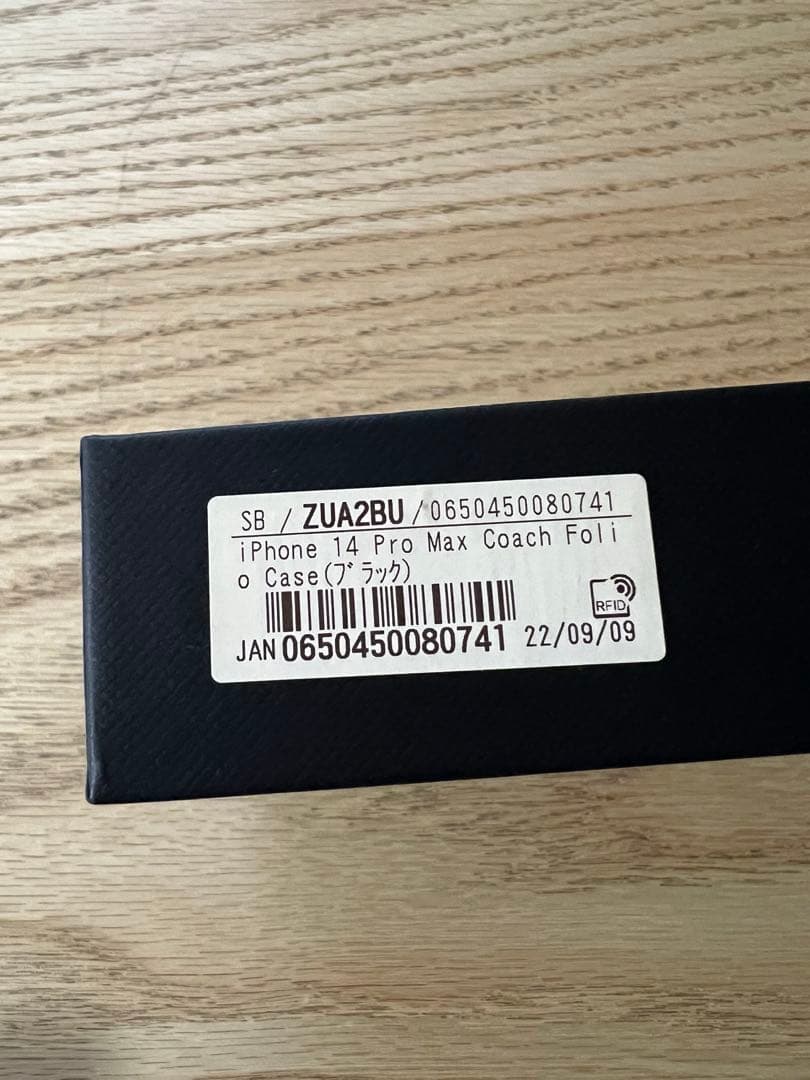 SB / ZUA2BU / 0650450080741
iPhone 14 Pro Max Coach Foli
o Case(ブラック)
RFID
JAN 0650450080741 22/09/09